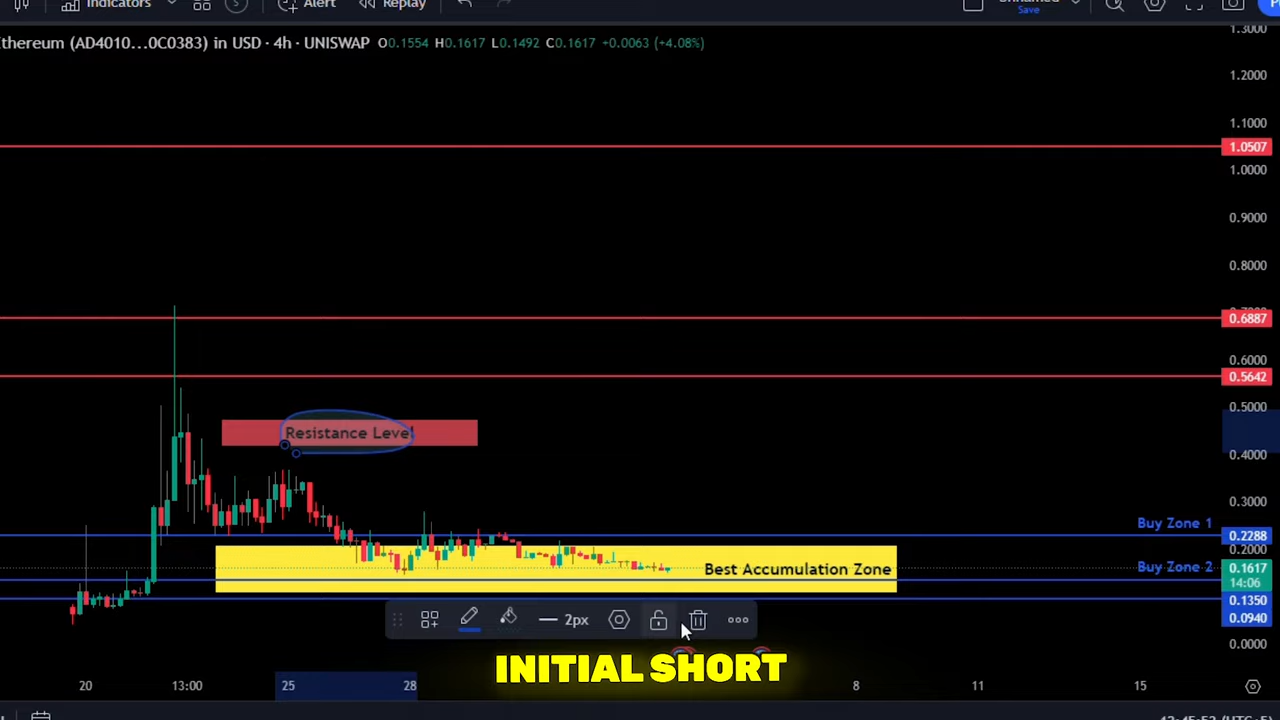 Indicators
Alert
Replay
Save
Ethereum (AD4010...0C0383) in USD · 4h · UNISWAP O0.1554 H0.1617 L0.1492 C0.1617 +0.0063 (+4.08%)
1.3000
1.2000
1.1000
1.0507
1.0000
0.9000
0.8000
0.6887
0.6000
0.5642
0.5000
Resistance Level
0.4000
0.3000
Buy Zone 1
0.2288
0.2000
Buy Zone 2
0.1617
14:06
Best Accumulation Zone
0.1350
0.0940
2px
0.0000
INITIAL SHORT
20
13:00
25
28
8
11
15